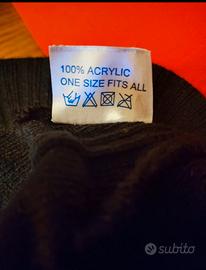 100% ACRYLIC
ONE SIZE FITS ALL
subito